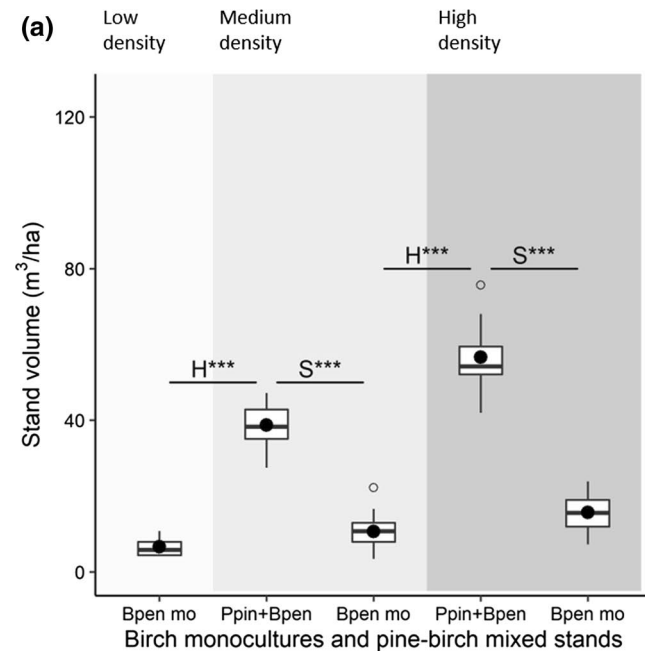 (a)
Low density
Medium density
High density
Stand volume (m³/ha)
120
80
40
0
H***
S***
H***
S***
Bpen mo
Ppin+Bpen
Bpen mo
Ppin+Bpen
Bpen mo
Birch monocultures and pine-birch mixed stands